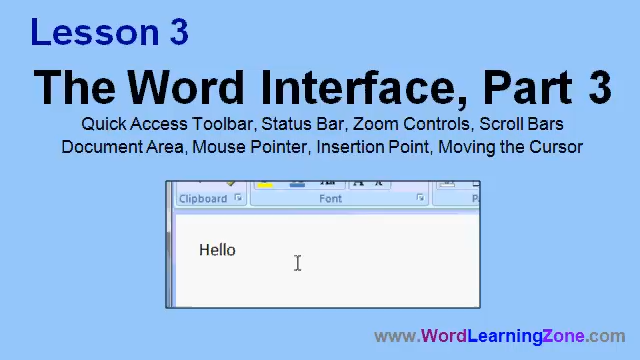 Lesson 3
The Word Interface, Part 3
Quick Access Toolbar, Status Bar, Zoom Controls, Scroll Bars
Document Area, Mouse Pointer, Insertion Point, Moving the Cursor
Clipboard Font
Hello
www.WordLearningZone.com